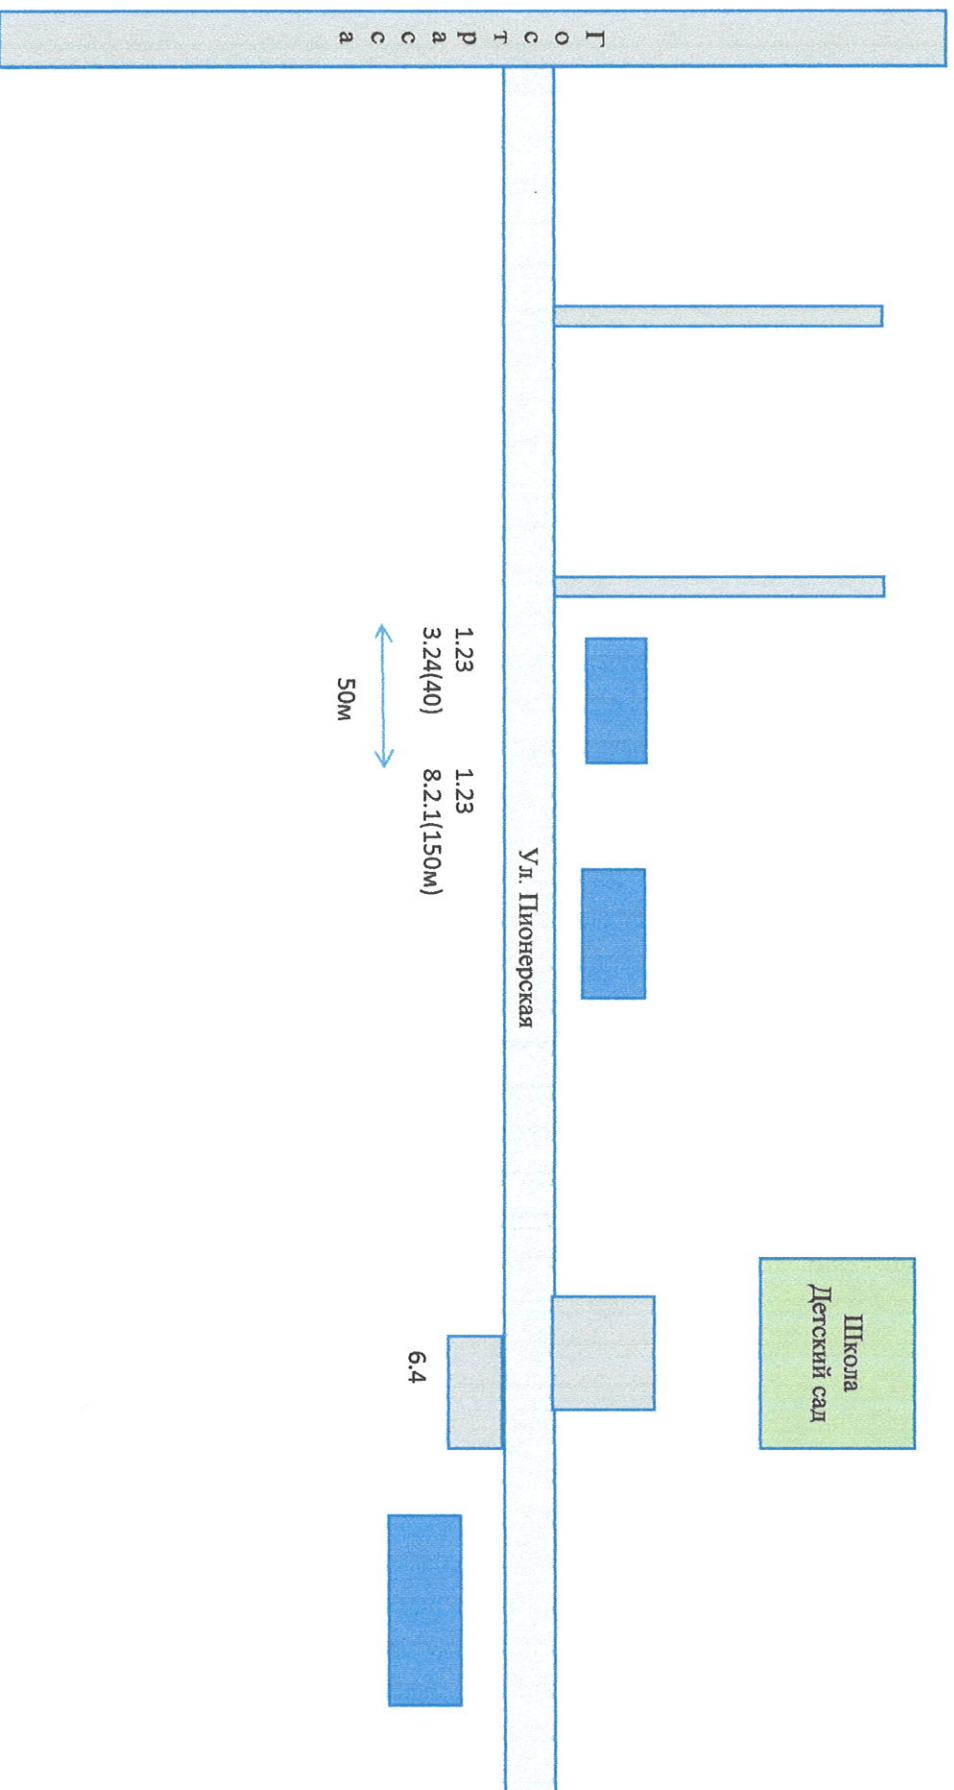 Гострасса
Школа
Детский сад
Ул. Пионерская
1.23
3.24(40)
1.23
8.2.1(150м)
50м
6.4